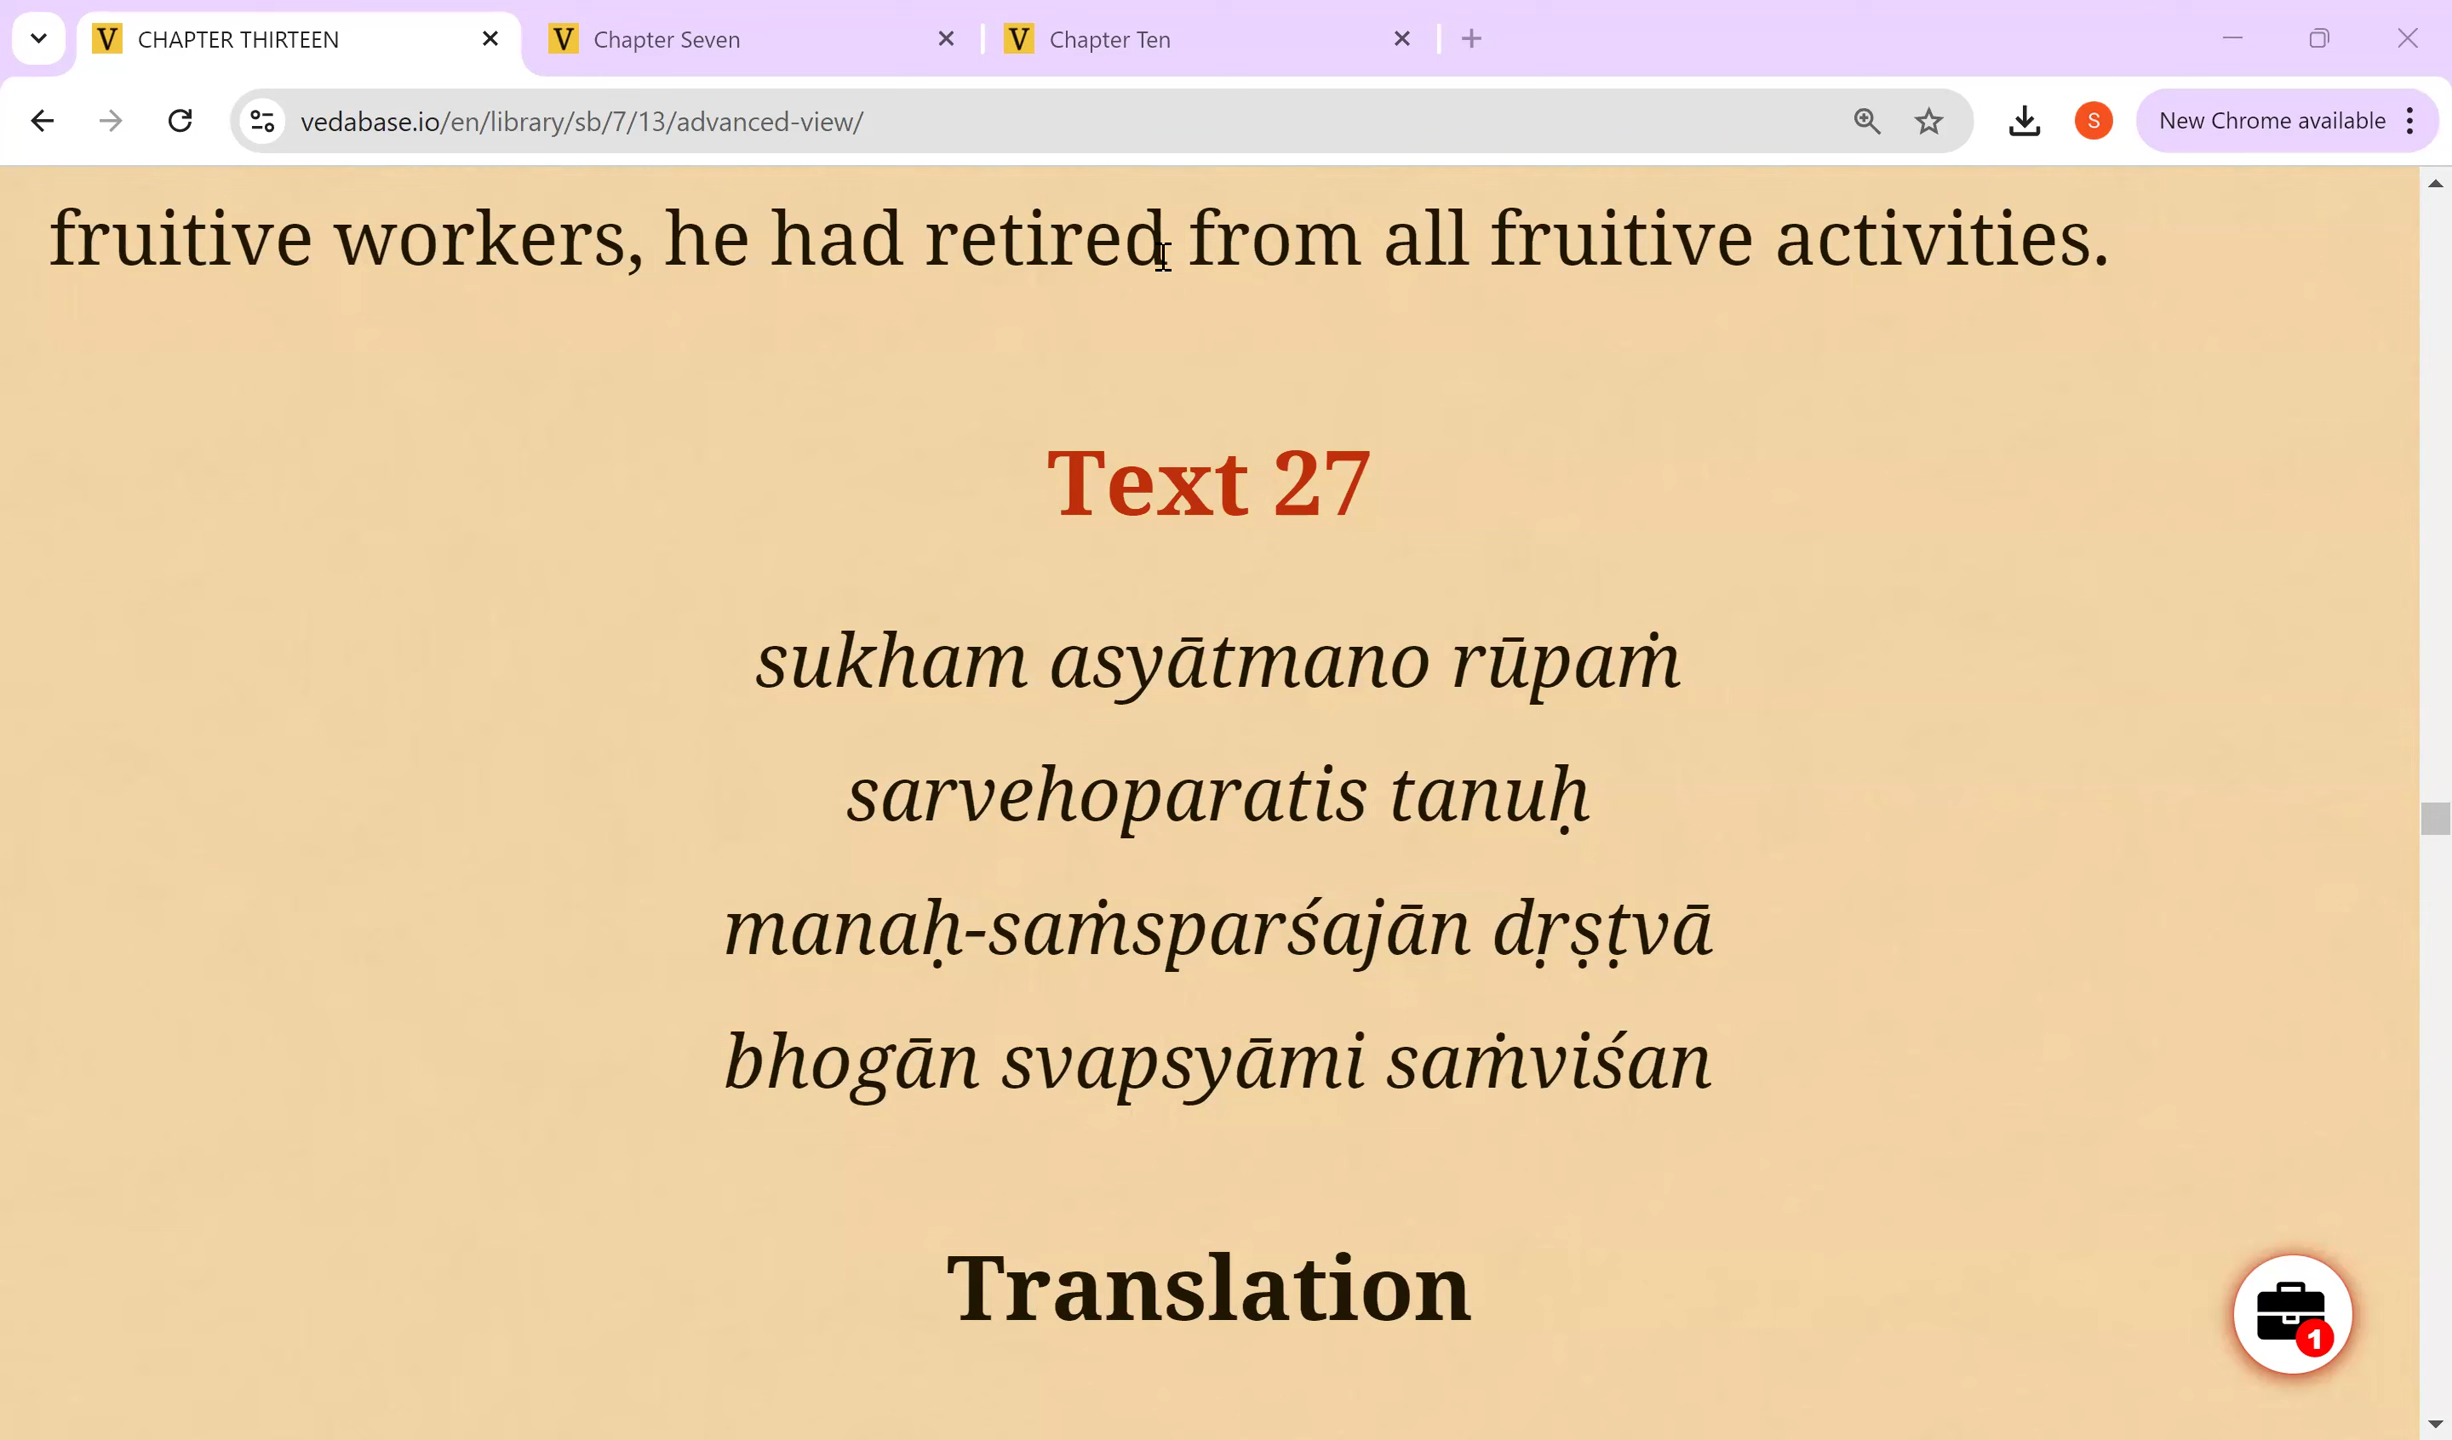 CHAPTER THIRTEEN
Chapter Seven
Chapter Ten
vedabase.io/en/library/sb/7/13/advanced-view/
S
New Chrome available
fruitive workers, he had retired from all fruitive activities.
Text 27
sukham asyātmano rūpaṁ
sarvehoparatis tanuḥ
manaḥ-saṁsparśajān dṛṣṭvā
bhogān svapsyāmi saṁviśan
Translation
1